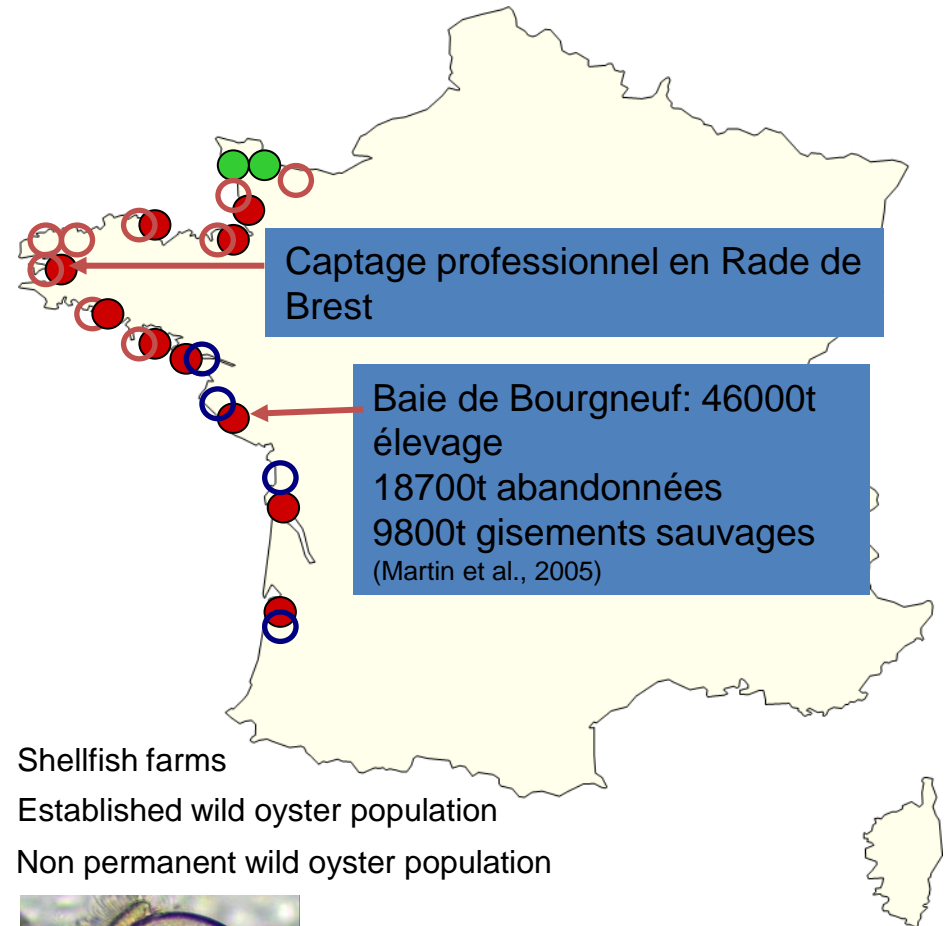 Captage professionnel en Rade de
Brest
Baie de Bourgneuf: 46000t
élevage
18700t abandonnées
9800t gisements sauvages
(Martin et al., 2005)
Shellfish farms
Established wild oyster population
Non permanent wild oyster population